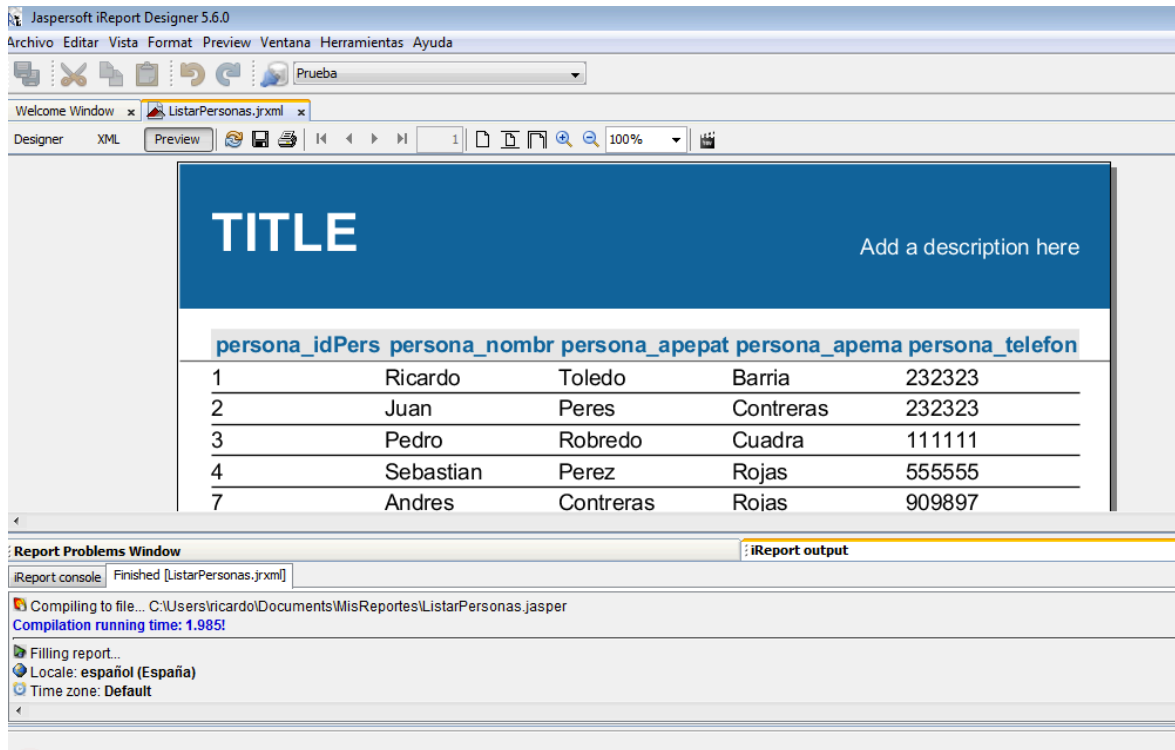 Jaspersoft iReport Designer 5.6.0
Archivo Editar Vista Format Preview Ventana Herramientas Ayuda
Prueba
Welcome Window x ListarPersonas.jrxml x
Designer XML Preview 1 100%
TITLE
Add a description here
persona_idPers persona_nombr persona_apepat persona_apema persona_telefon
1 Ricardo Toledo Barria 232323
2 Juan Peres Contreras 232323
3 Pedro Robredo Cuadra 111111
4 Sebastian Perez Rojas 555555
7 Andres Contreras Rojas 909897
Report Problems Window iReport output
iReport console Finished [ListarPersonas.jrxml]
Compiling to file... C:\Users\ricardo\Documents\MisReportes\ListarPersonas.jasper
Compilation running time: 1.985!
Filling report...
Locale: español (España)
Time zone: Default